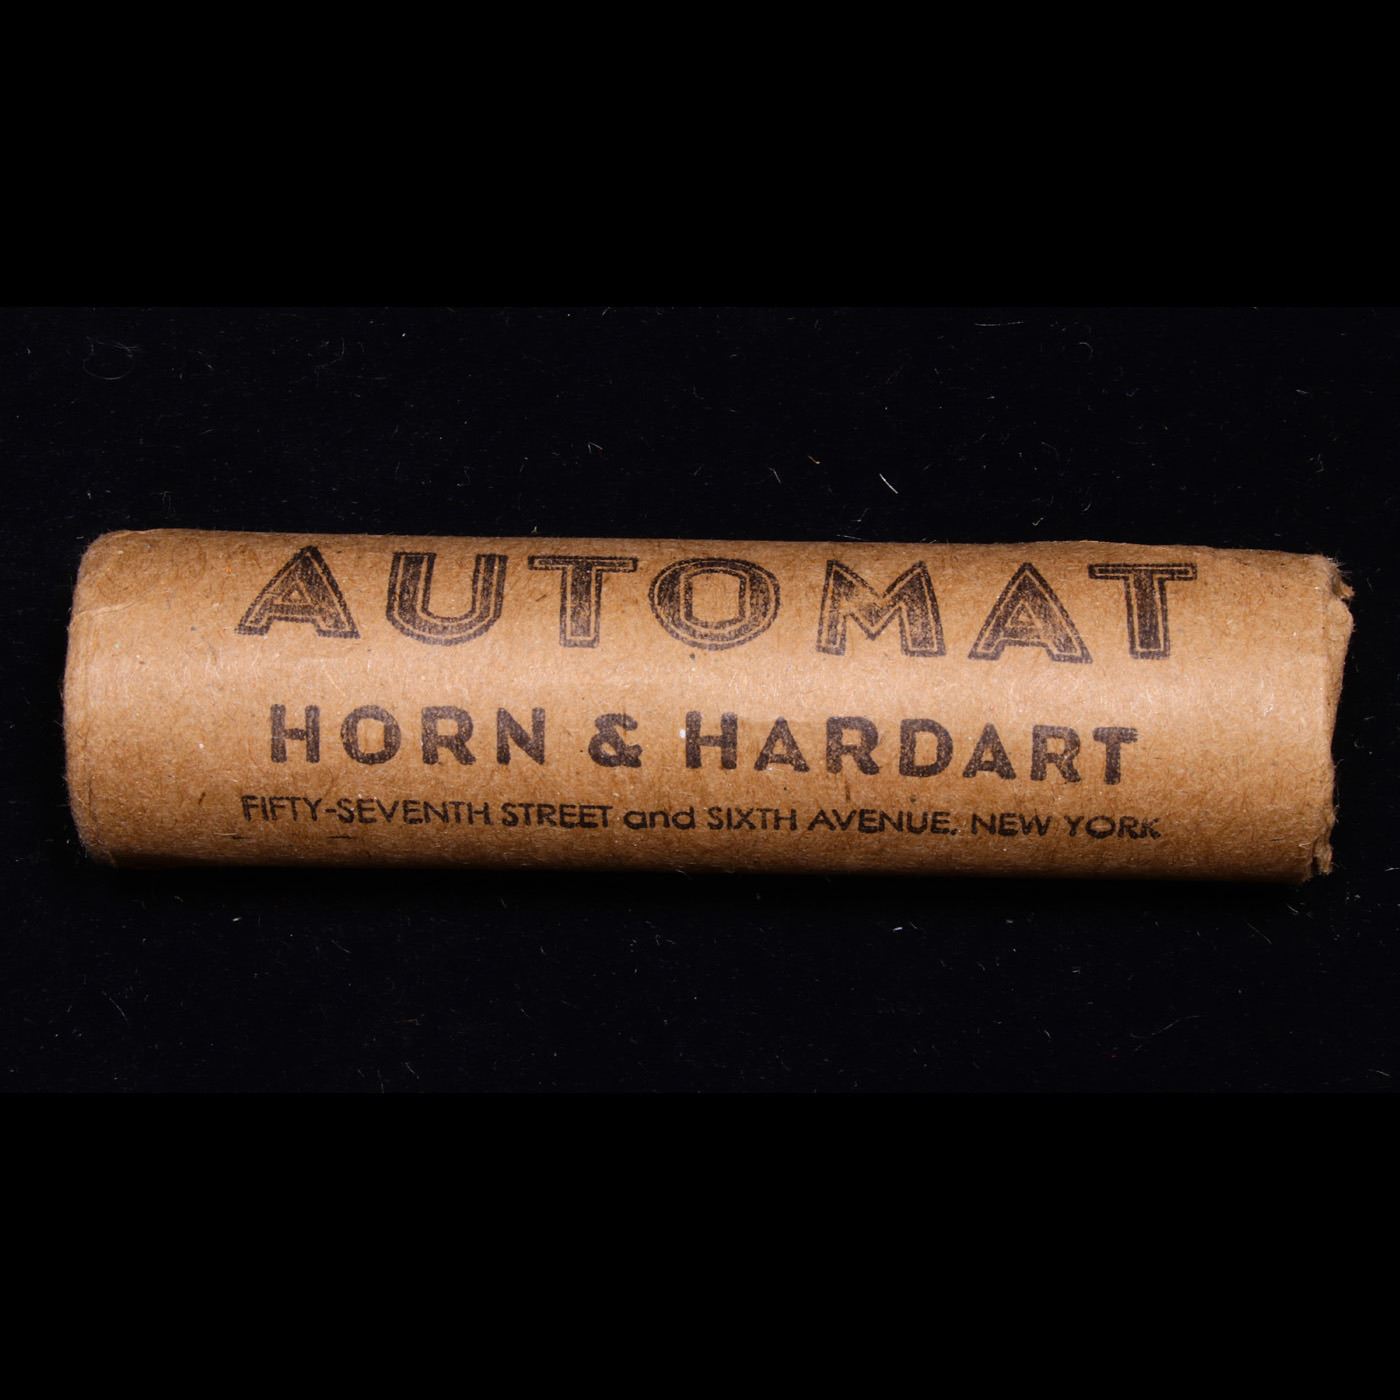 AUTOMAT
HORN & HARDART
FIFTY-SEVENTH STREET and SIXTH AVENUE, NEW YORK